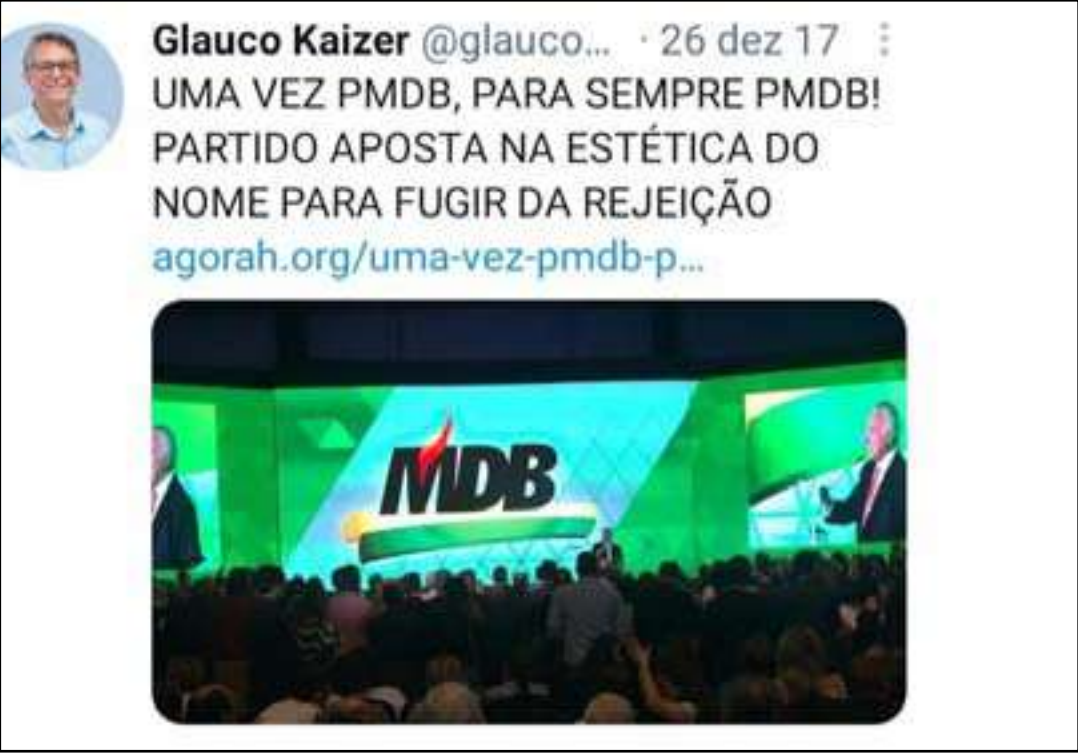 Glauco Kaizer @glauco... · 26 dez 17
UMA VEZ PMDB, PARA SEMPRE PMDB!
PARTIDO APOSTA NA ESTÉTICA DO
NOME PARA FUGIR DA REJEIÇÃO
agorah.org/uma-vez-pmdb-p...
MDB